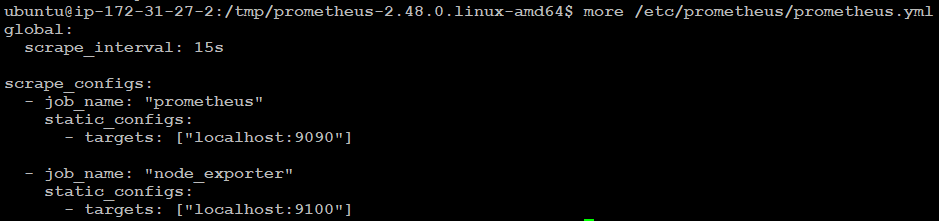 ubuntu@ip-172-31-27-2:/tmp/prometheus-2.48.0.linux-amd64$ more /etc/prometheus/prometheus.yml
global:
  scrape_interval: 15s

scrape_configs:
  - job_name: "prometheus"
    static_configs:
      - targets: ["localhost:9090"]

  - job_name: "node_exporter"
    static_configs:
      - targets: ["localhost:9100"]